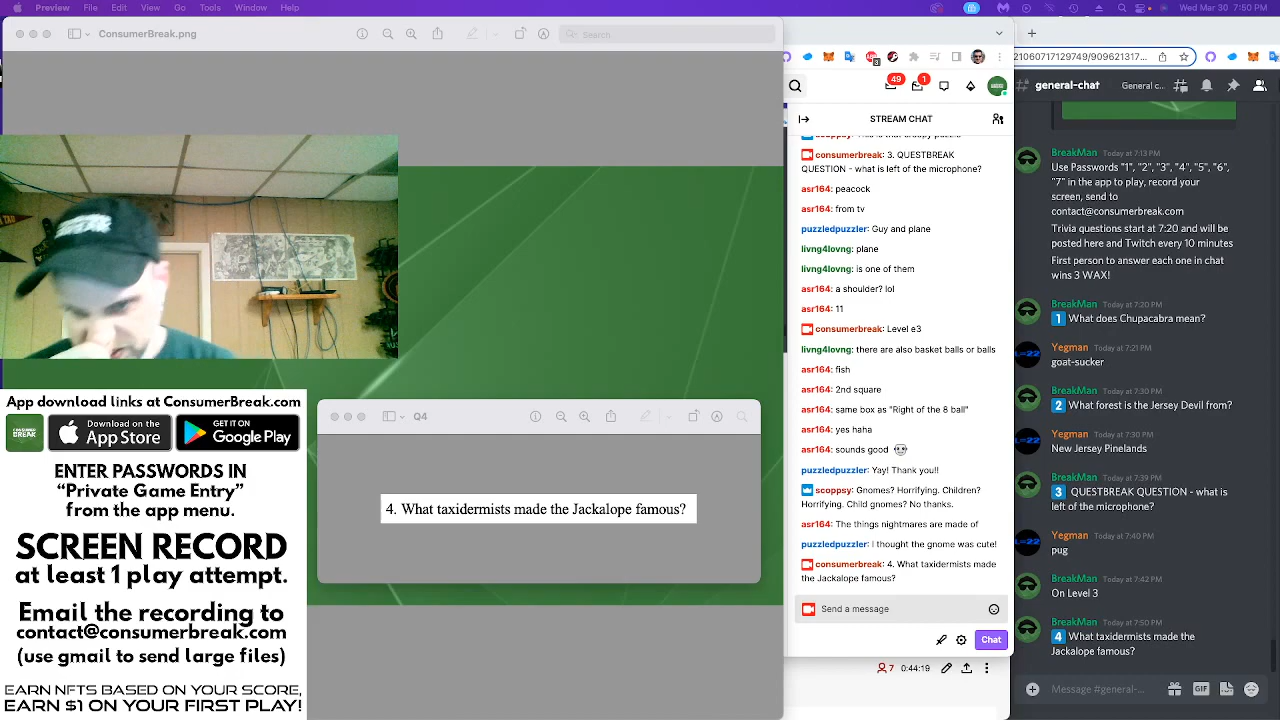 Preview File Edit View Go Tools Window Help
Wed Mar 29 7:50 PM
ConsumerBreak.png
Search
App download links at ConsumerBreak.com
CONSUMER
BREAK
Download on the
App Store
GET IT ON
Google Play
ENTER PASSWORDS IN
“Private Game Entry”
from the app menu.
SCREEN RECORD
at least 1 play attempt.
Email the recording to
contact@consumerbreak.com
(use gmail to send large files)
EARN NFTS BASED ON YOUR SCORE,
EARN $1 ON YOUR FIRST PLAY!
Q4
4. What taxidermists made the Jackalope famous?
49
1
STREAM CHAT
consumerbreak: 3. QUESTBREAK
QUESTION - what is left of the microphone?
asr164: peacock
asr164: from tv
puzzledpuzzler: Guy and plane
livng4lovng: plane
livng4lovng: is one of them
asr164: a shoulder? lol
asr164: 11
consumerbreak: Level e3
livng4lovng: there are also basket balls or balls
asr164: fish
asr164: 2nd square
asr164: same box as "Right of the 8 ball"
asr164: yes haha
asr164: sounds good
puzzledpuzzler: Yay! Thank you!!
scoppsy: Gnomes? Horrifying. Children?
Horrifying. Child gnomes? No thanks.
asr164: The things nightmares are made of
puzzledpuzzler: I thought the gnome was cute!
consumerbreak: 4. What taxidermists made
the Jackalope famous?
Send a message
Chat
7 0:44:19
21060717129749/909621317...
general-chat General c...
BreakMan Today at 7:13 PM
Use Passwords "1", "2", "3", "4", "5", "6",
"7" in the app to play, record your
screen, send to
contact@consumerbreak.com
Trivia questions start at 7:20 and will be
posted here and Twitch every 10 minutes
First person to answer each one in chat
wins 3 WAX!
BreakMan Today at 7:20 PM
1 What does Chupacabra mean?
Yegman Today at 7:21 PM
goat-sucker
BreakMan Today at 7:30 PM
2 What forest is the Jersey Devil from?
Yegman Today at 7:30 PM
New Jersey Pinelands
BreakMan Today at 7:39 PM
3 QUESTBREAK QUESTION - what is
left of the microphone?
Yegman Today at 7:40 PM
pug
BreakMan Today at 7:42 PM
On Level 3
BreakMan Today at 7:50 PM
4 What taxidermists made the
Jackalope famous?
Message #general-...
GIF